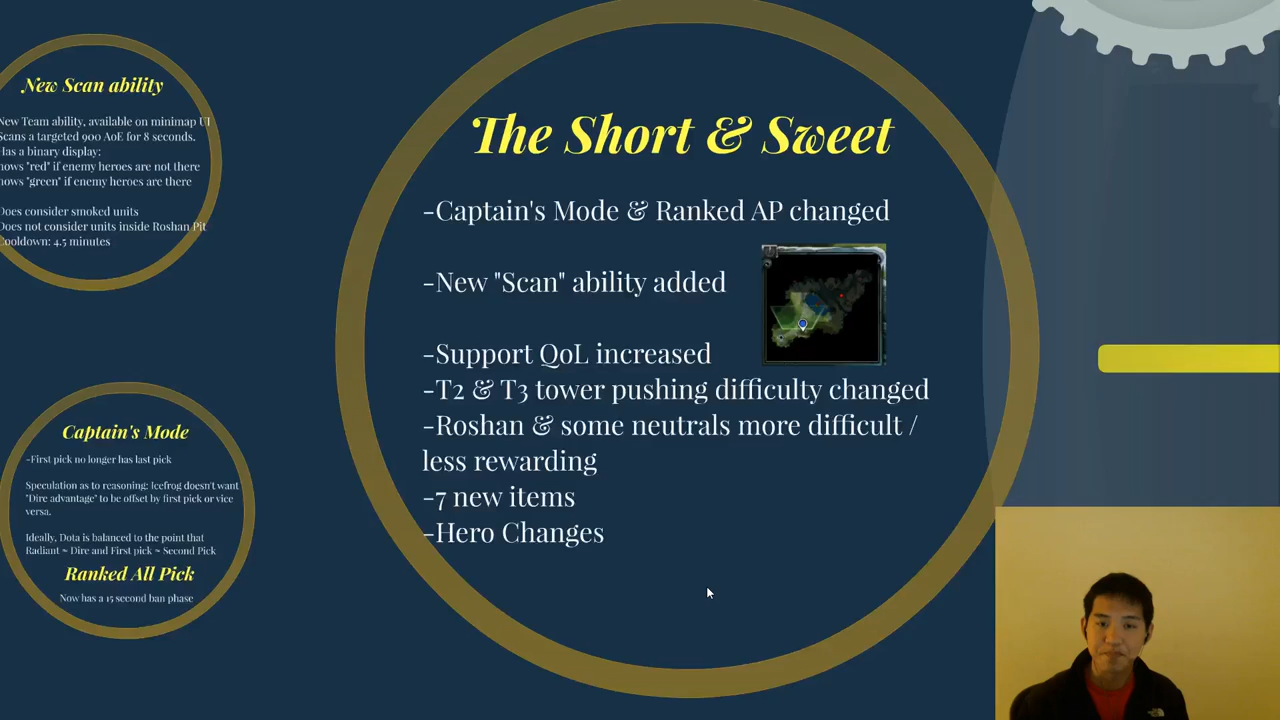 New Scan ability
New Team ability, available on minimap UI
Scans a targeted 900 AoE for 8 seconds.
Has a binary display:
hows "red" if enemy heroes are not there
hows "green" if enemy heroes are there
Does consider smoked units
Does not consider units inside Roshan Pit
Cooldown: 4.5 minutes
Captain's Mode
-First pick no longer has last pick
Speculation as to reasoning: Icefrog doesn't want
"Dire advantage" to be offset by first pick or vice
versa.
Ideally, Dota is balanced to the point that
Radiant ~ Dire and First pick ~ Second Pick
Ranked All Pick
Now has a 15 second ban phase
The Short & Sweet
-Captain's Mode & Ranked AP changed
-New "Scan" ability added
-Support QoL increased
-T2 & T3 tower pushing difficulty changed
-Roshan & some neutrals more difficult /
less rewarding
-7 new items
-Hero Changes